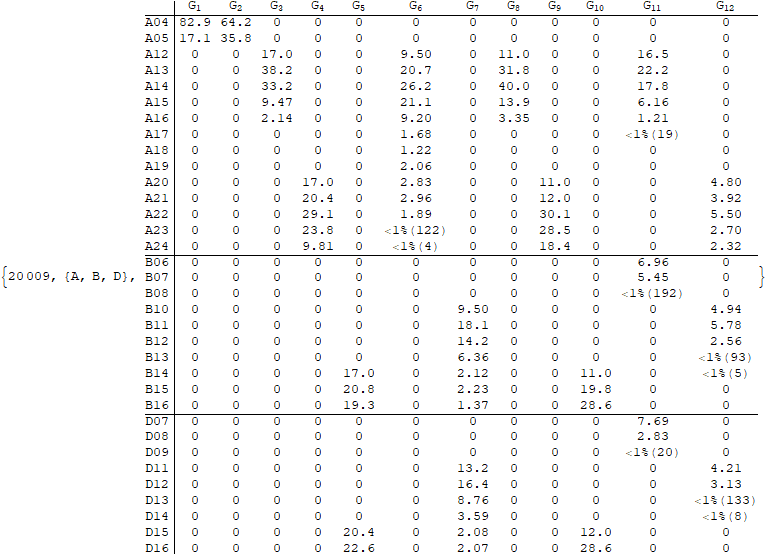 G1 G2 G3 G4 G5 G6 G7 G8 G9 G10 G11 G12
A04 82.9 64.2 0 0 0 0 0 0 0 0 0 0
A05 17.1 35.8 0 0 0 0 0 0 0 0 0 0
A12 0 0 17.0 0 0 9.50 0 11.0 0 0 16.5 0
A13 0 0 38.2 0 0 20.7 0 31.8 0 0 22.2 0
A14 0 0 33.2 0 0 26.2 0 40.0 0 0 17.8 0
A15 0 0 9.47 0 0 21.1 0 13.9 0 0 6.16 0
A16 0 0 2.14 0 0 9.20 0 3.35 0 0 1.21 0
A17 0 0 0 0 0 1.68 0 0 0 0 <1%(19) 0
A18 0 0 0 0 0 1.22 0 0 0 0 0 0
A19 0 0 0 0 0 2.06 0 0 0 0 0 0
A20 0 0 0 17.0 0 2.83 0 0 11.0 0 0 4.80
A21 0 0 0 20.4 0 2.96 0 0 12.0 0 0 3.92
A22 0 0 0 29.1 0 1.89 0 0 30.1 0 0 5.50
A23 0 0 0 23.8 0 <1%(122) 0 0 28.5 0 0 2.70
A24 0 0 0 9.81 0 <1%(4) 0 0 18.4 0 0 2.32
B06 0 0 0 0 0 0 0 0 0 0 6.96 0
{20009, {A, B, D}, B07 0 0 0 0 0 0 0 0 0 0 5.45 0 }
B08 0 0 0 0 0 0 0 0 0 0 <1%(192) 0
B10 0 0 0 0 0 0 9.50 0 0 0 0 4.94
B11 0 0 0 0 0 0 18.1 0 0 0 0 5.78
B12 0 0 0 0 0 0 14.2 0 0 0 0 2.56
B13 0 0 0 0 0 0 6.36 0 0 0 0 <1%(93)
B14 0 0 0 0 17.0 0 2.12 0 0 11.0 0 <1%(5)
B15 0 0 0 0 20.8 0 2.23 0 0 19.8 0 0
B16 0 0 0 0 19.3 0 1.37 0 0 28.6 0 0
D07 0 0 0 0 0 0 0 0 0 0 7.69 0
D08 0 0 0 0 0 0 0 0 0 0 2.83 0
D09 0 0 0 0 0 0 0 0 0 0 <1%(20) 0
D11 0 0 0 0 0 0 13.2 0 0 0 0 4.21
D12 0 0 0 0 0 0 16.4 0 0 0 0 3.13
D13 0 0 0 0 0 0 8.76 0 0 0 0 <1%(133)
D14 0 0 0 0 0 0 3.59 0 0 0 0 <1%(8)
D15 0 0 0 0 20.4 0 2.08 0 0 12.0 0 0
D16 0 0 0 0 22.6 0 2.07 0 0 28.6 0 0